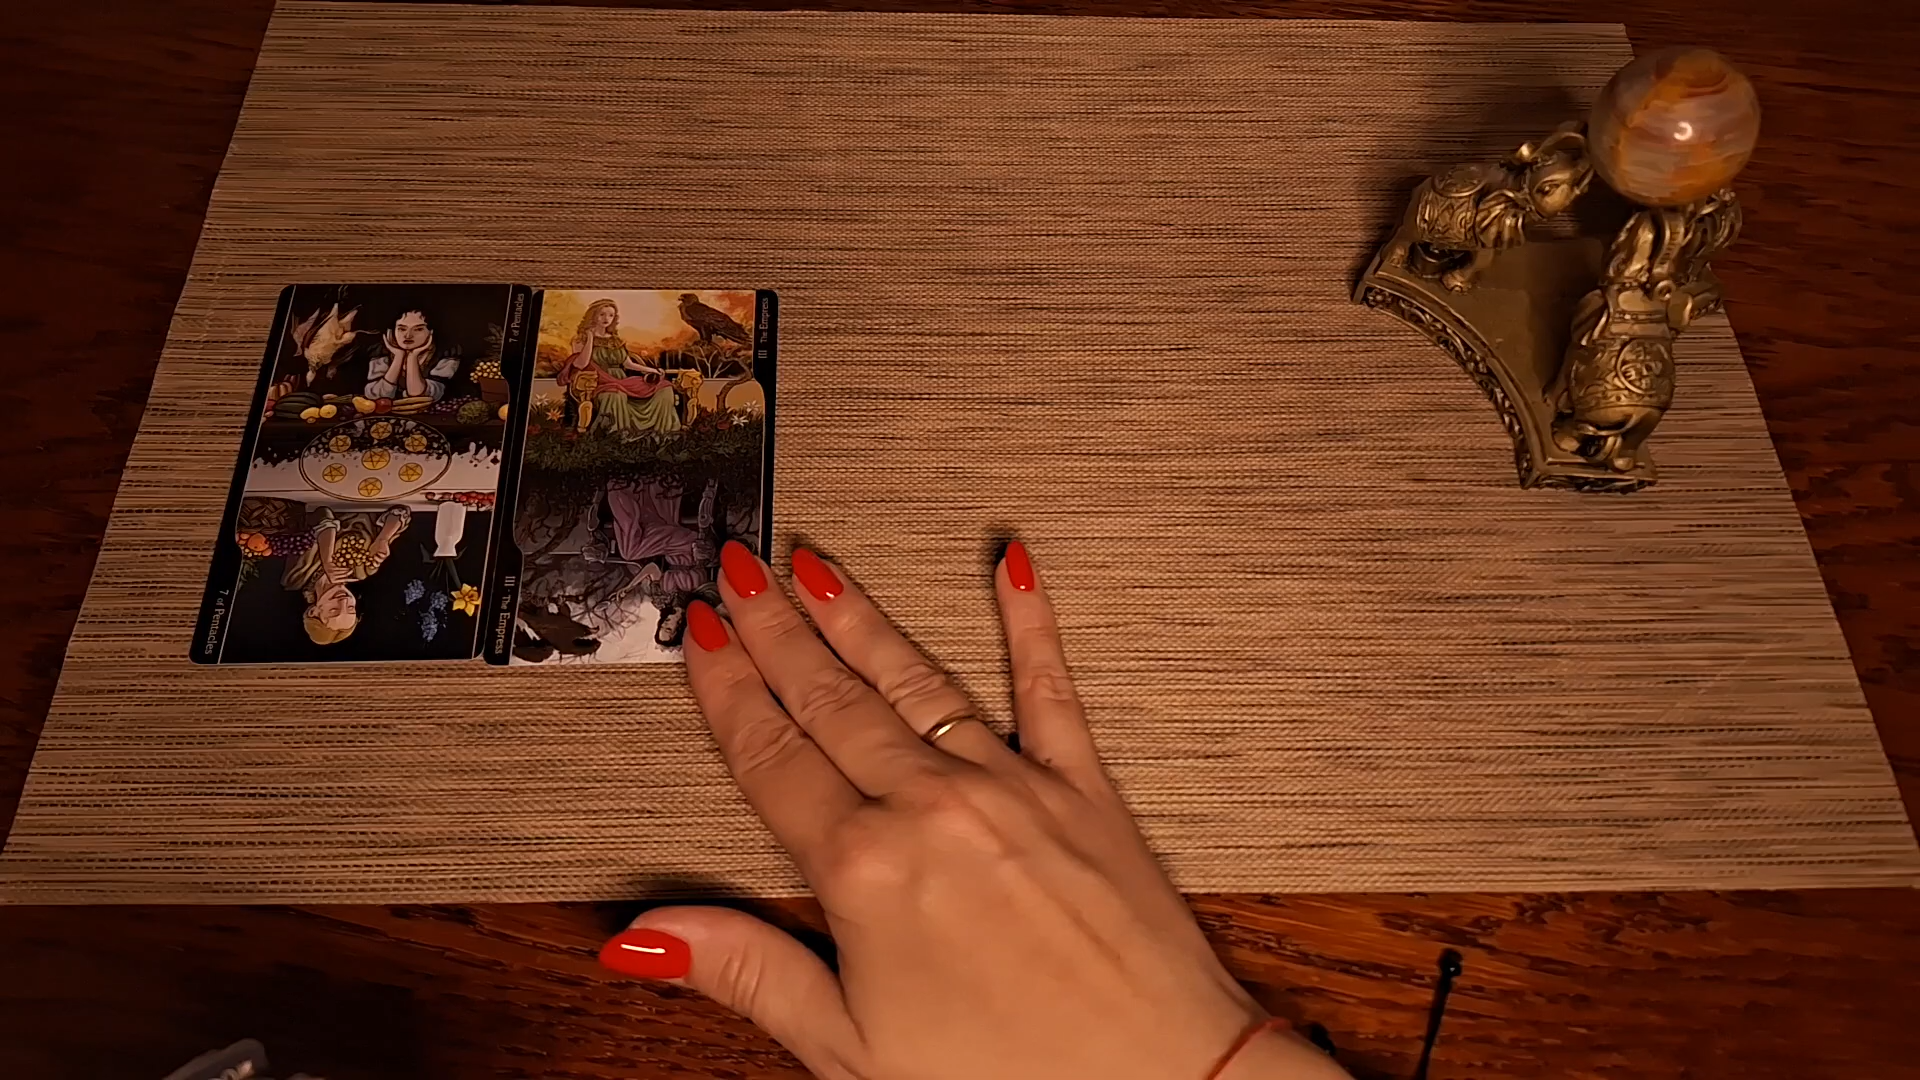 7 of Pentacles
III The Empress
7 of Pentacles
III - The Empress